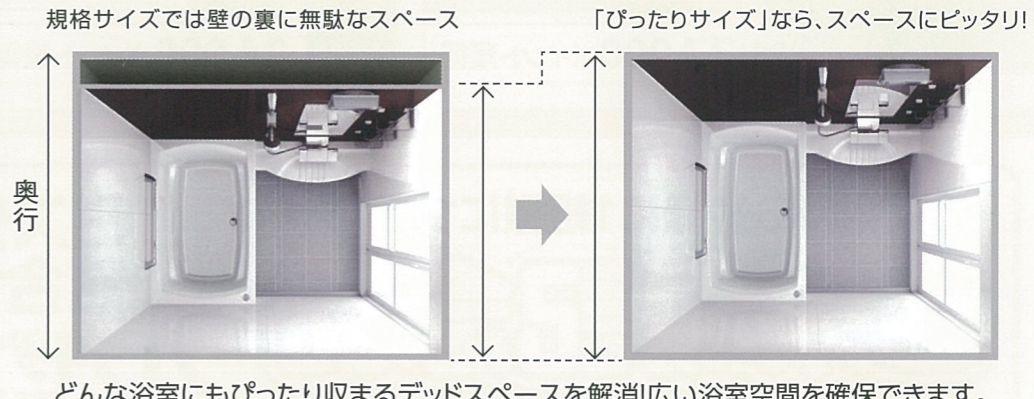 規格サイズでは壁の裏に無駄なスペース
「ぴったりサイズ」なら、スペースにピッタリ!
奥行
どんな浴室にもぴったり収まるデッドスペースを解消!広い浴室空間を確保できます。